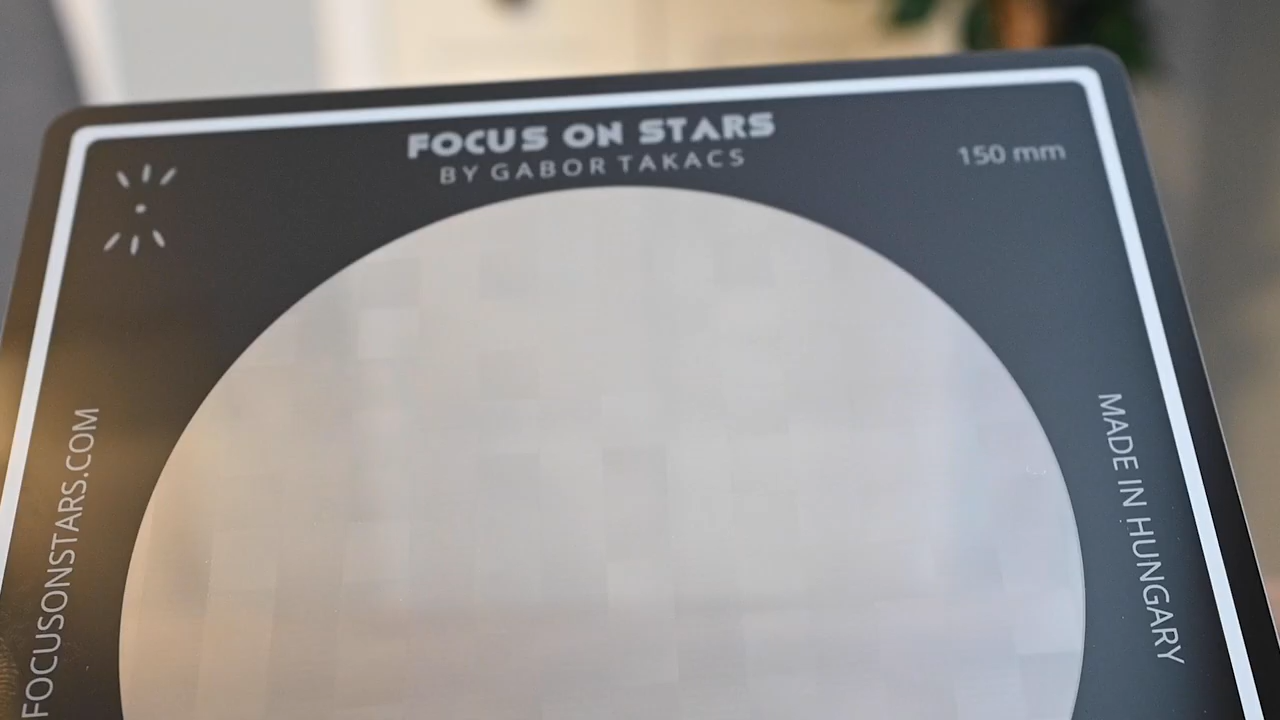 FOCUS ON STARS
BY GABOR TAKACS
150 mm
FOCUSONSTARS.COM
MADE IN HUNGARY